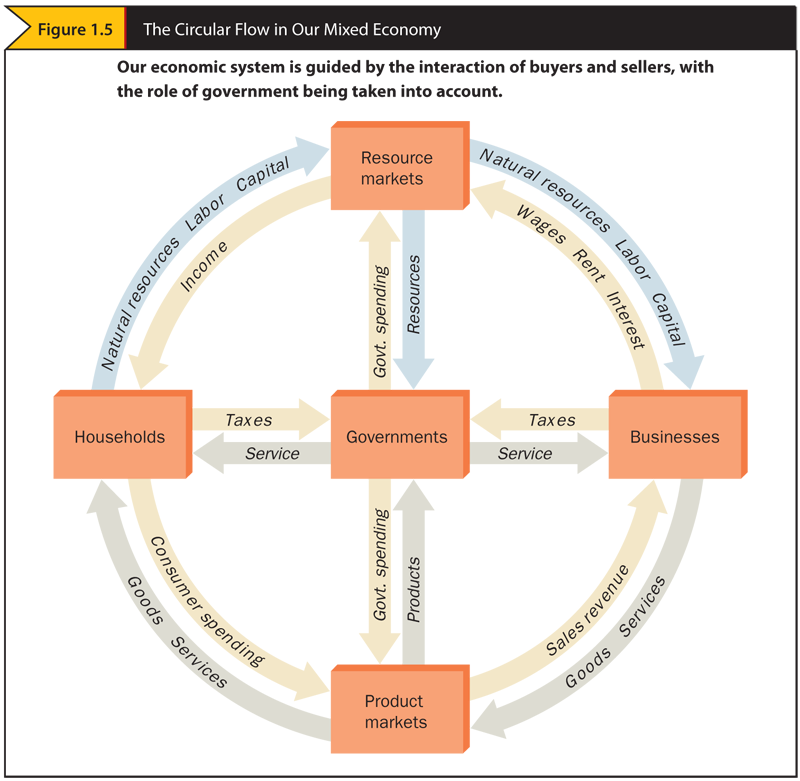 Figure 1.5
The Circular Flow in Our Mixed Economy
Our economic system is guided by the interaction of buyers and sellers, with
the role of government being taken into account.
Resource
markets
Natural resources Labor Capital
Income
Natural resources Labor Capital
Wages Rent Interest
Govt. spending
Resources
Households
Taxes
Service
Governments
Taxes
Service
Businesses
Consumer spending
Goods Services
Govt. spending
Products
Sales revenue
Goods Services
Product
markets